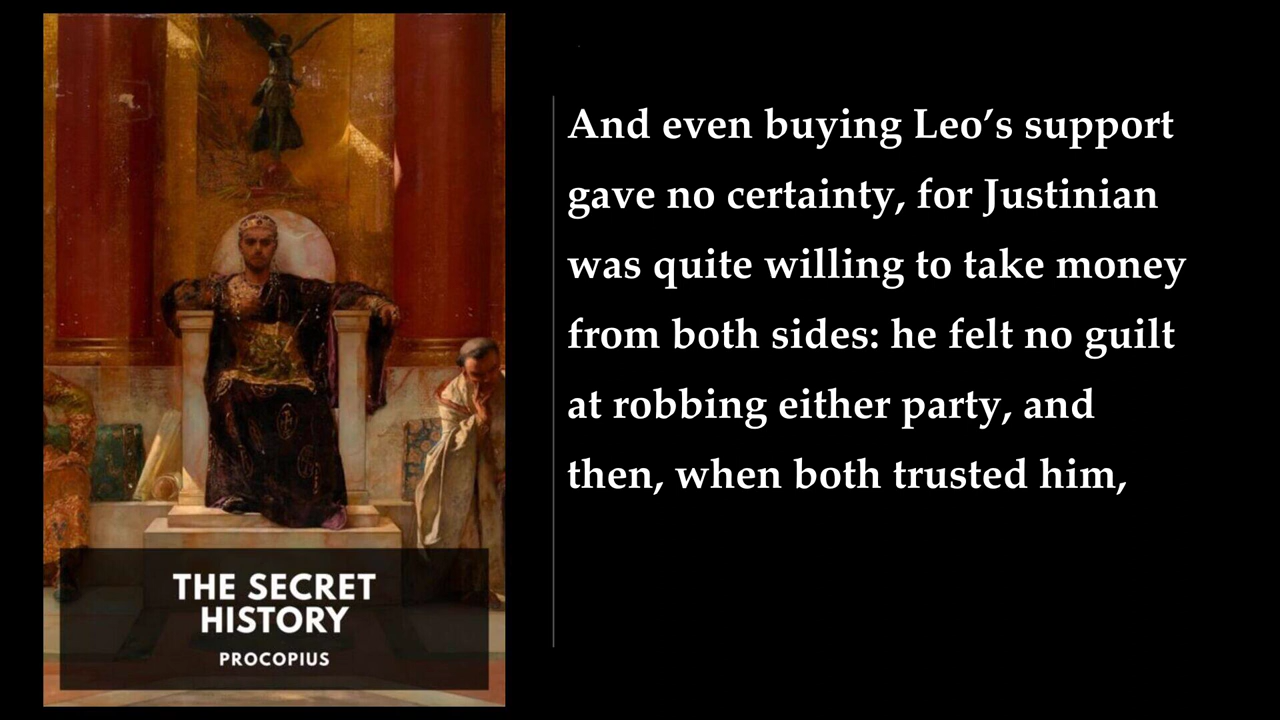 THE SECRET
HISTORY
PROCOPIUS
And even buying Leo’s support
gave no certainty, for Justinian
was quite willing to take money
from both sides: he felt no guilt
at robbing either party, and
then, when both trusted him,